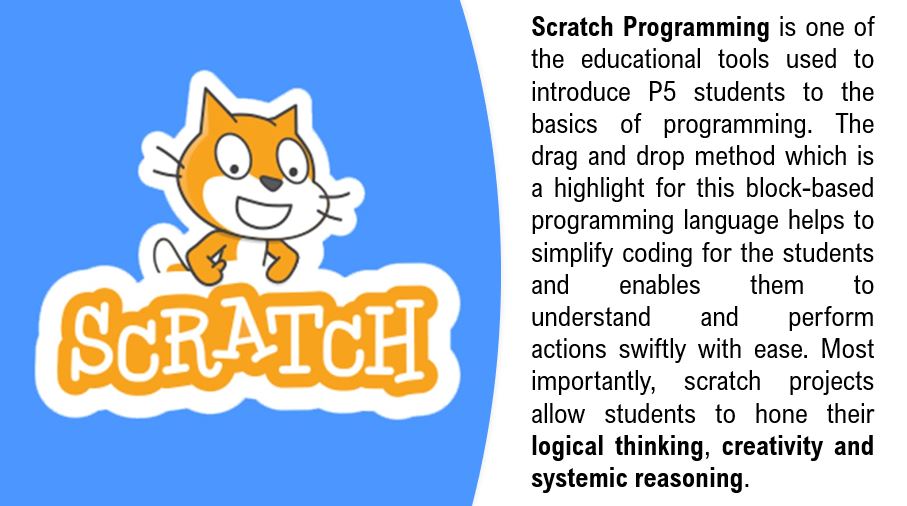 SCRATCH
Scratch Programming is one of
the educational tools used to
introduce P5 students to the
basics of programming. The
drag and drop method which is
a highlight for this block-based
programming language helps to
simplify coding for the students
and enables them to
understand and perform
actions swiftly with ease. Most
importantly, scratch projects
allow students to hone their
logical thinking, creativity and
systemic reasoning.